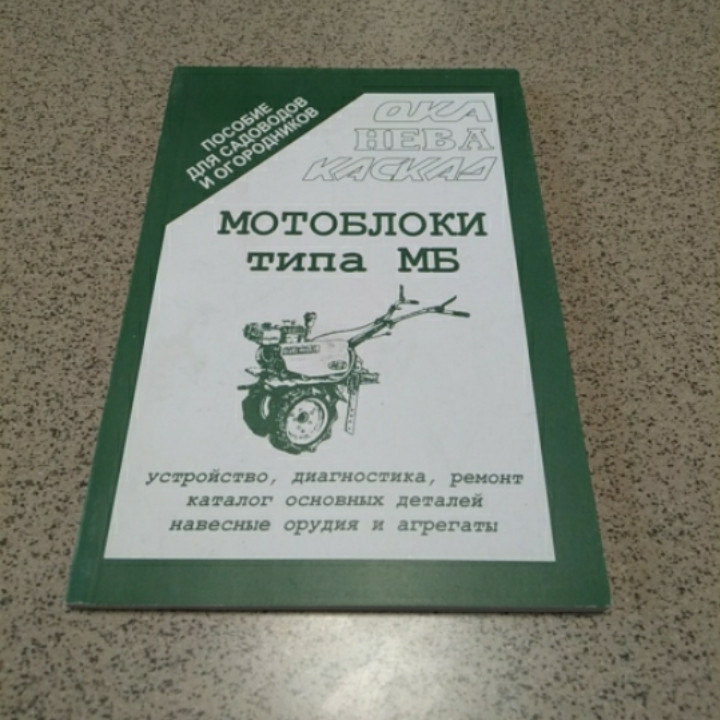 ПОСОБИЕ
ДЛЯ САДОВОДОВ
И ОГОРОДНИКОВ
ОКА
НЕВА
КАСКАД
МОТОБЛОКИ
типа МБ
устройство, диагностика, ремонт
каталог основных деталей
навесные орудия и агрегаты